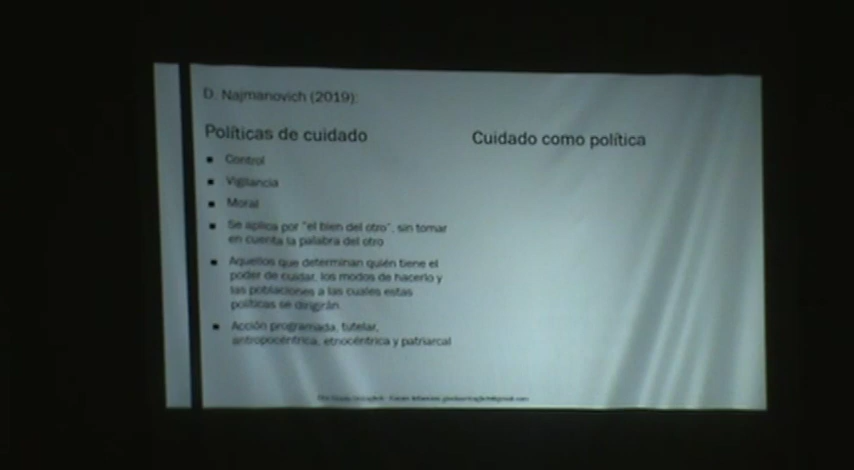 D. Najmanovich (2019):
Políticas de cuidado
Cuidado como política
▪ Control
▪ Vigilancia
▪ Moral
▪ Se aplica por "el bien del otro", sin tomar
en cuenta la palabra del otro
▪ Aquellos que determinan quién tiene el
poder de cuidar, los modos de hacerlo y
las poblaciones a las cuales estas
políticas se dirigirán.
▪ Acción programada, tutelar,
antropocéntrica, etnocéntrica y patriarcal